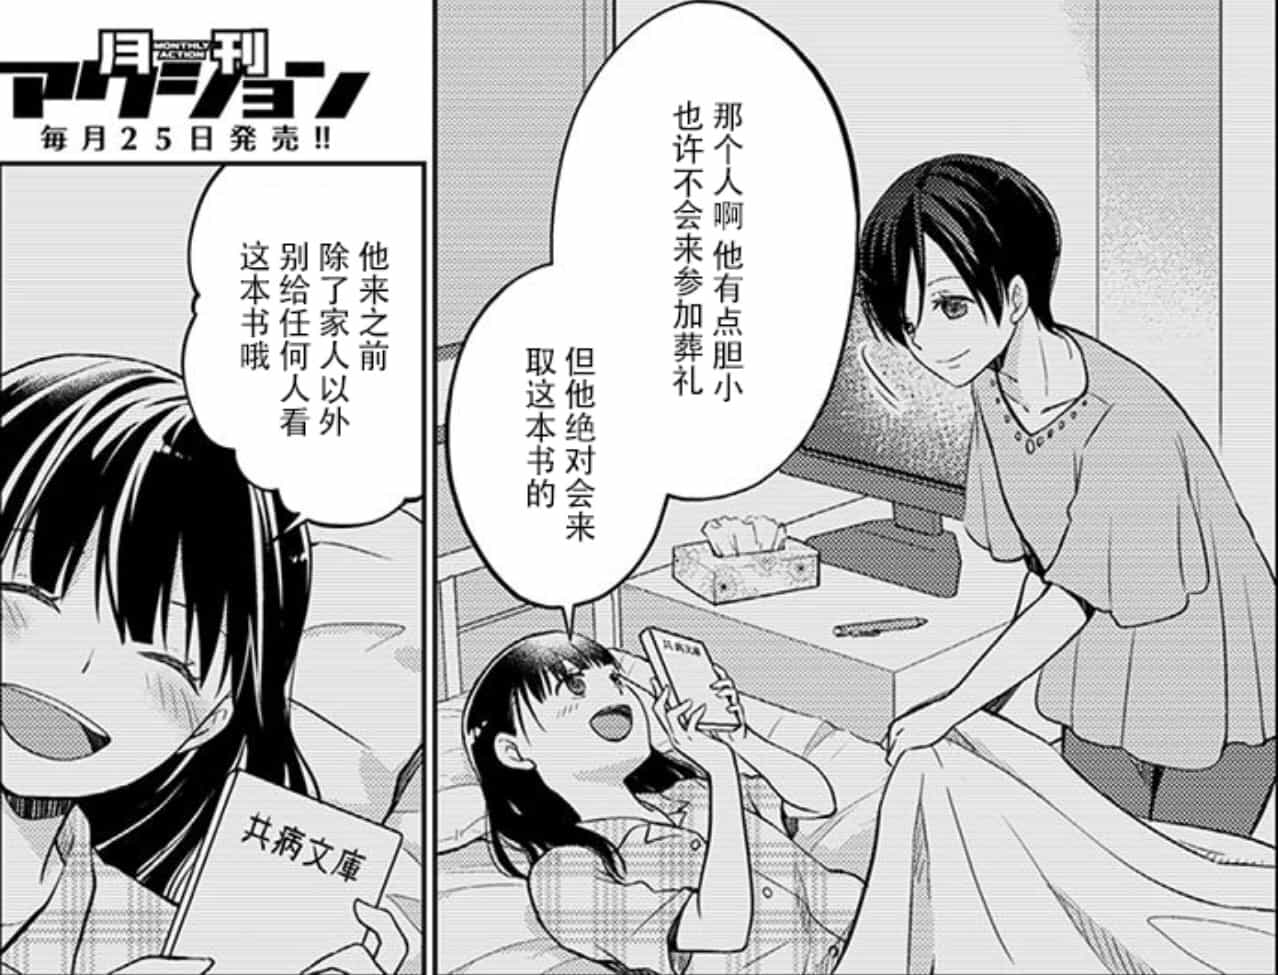 月刊
MONTHLY
ACTION
アクション
毎月25日発売!!
那个人啊 他有点胆小
也许不会来参加葬礼
但他绝对会来
取这本书的
共病文庫
他来之前
除了家人以外
别给任何人看
这本书哦
共病文庫